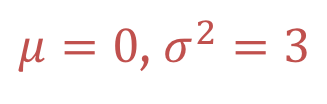 μ = 0, σ² = 3